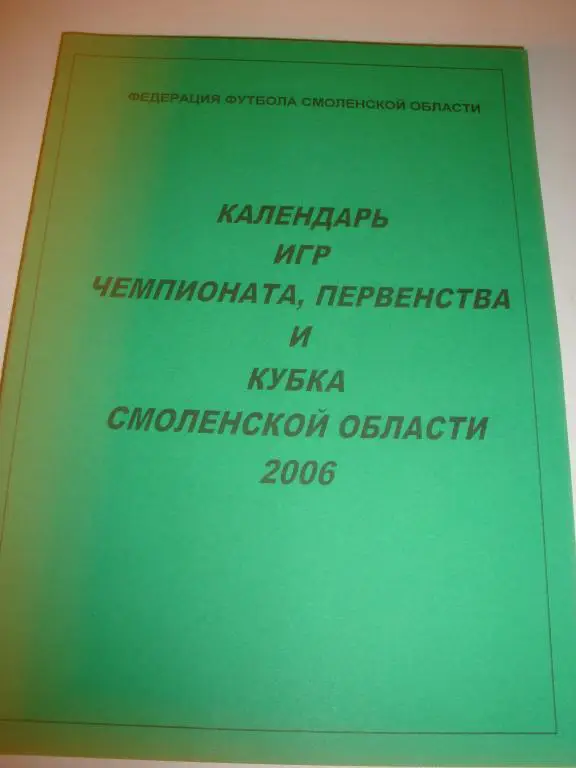 ФЕДЕРАЦИЯ ФУТБОЛА СМОЛЕНСКОЙ ОБЛАСТИ
КАЛЕНДАРЬ
ИГР
ЧЕМПИОНАТА, ПЕРВЕНСТВА
И
КУБКА
СМОЛЕНСКОЙ ОБЛАСТИ
2006